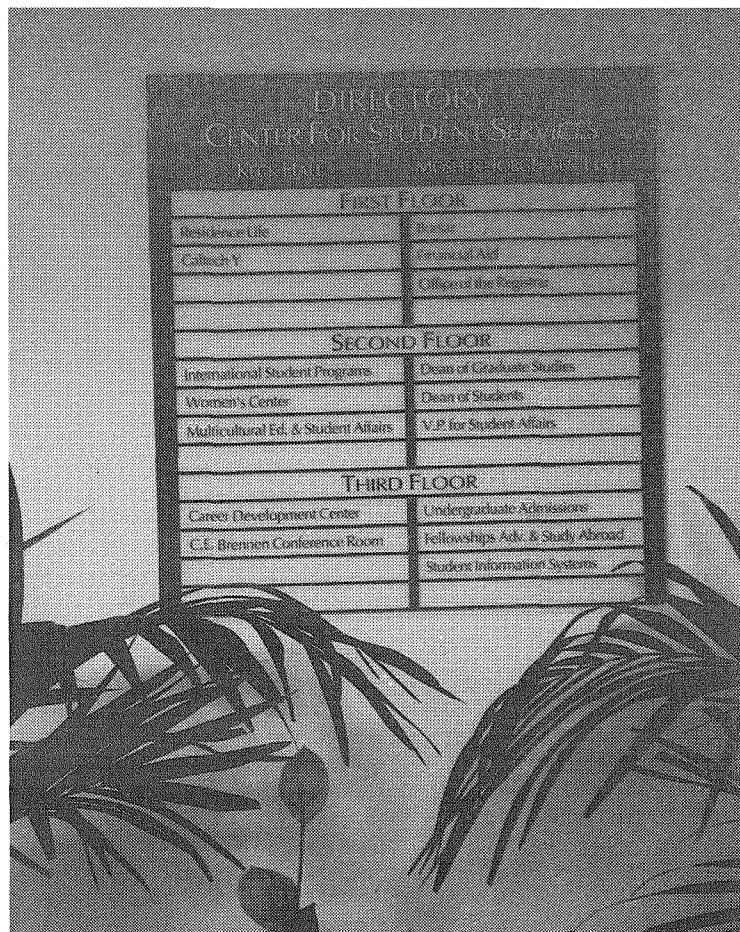 DIRECTORY
CENTER FOR STUDENT SERVICES
FIRST FLOOR
Residence Life
Caltech Y
Bursar
Financial Aid
Office of the Registrar
SECOND FLOOR
International Student Programs
Women's Center
Multicultural Ed. & Student Affairs
Dean of Graduate Studies
Dean of Students
V.P. for Student Affairs
THIRD FLOOR
Career Development Center
C.E. Brennen Conference Room
Undergraduate Admissions
Fellowships Adv. & Study Abroad
Student Information Systems